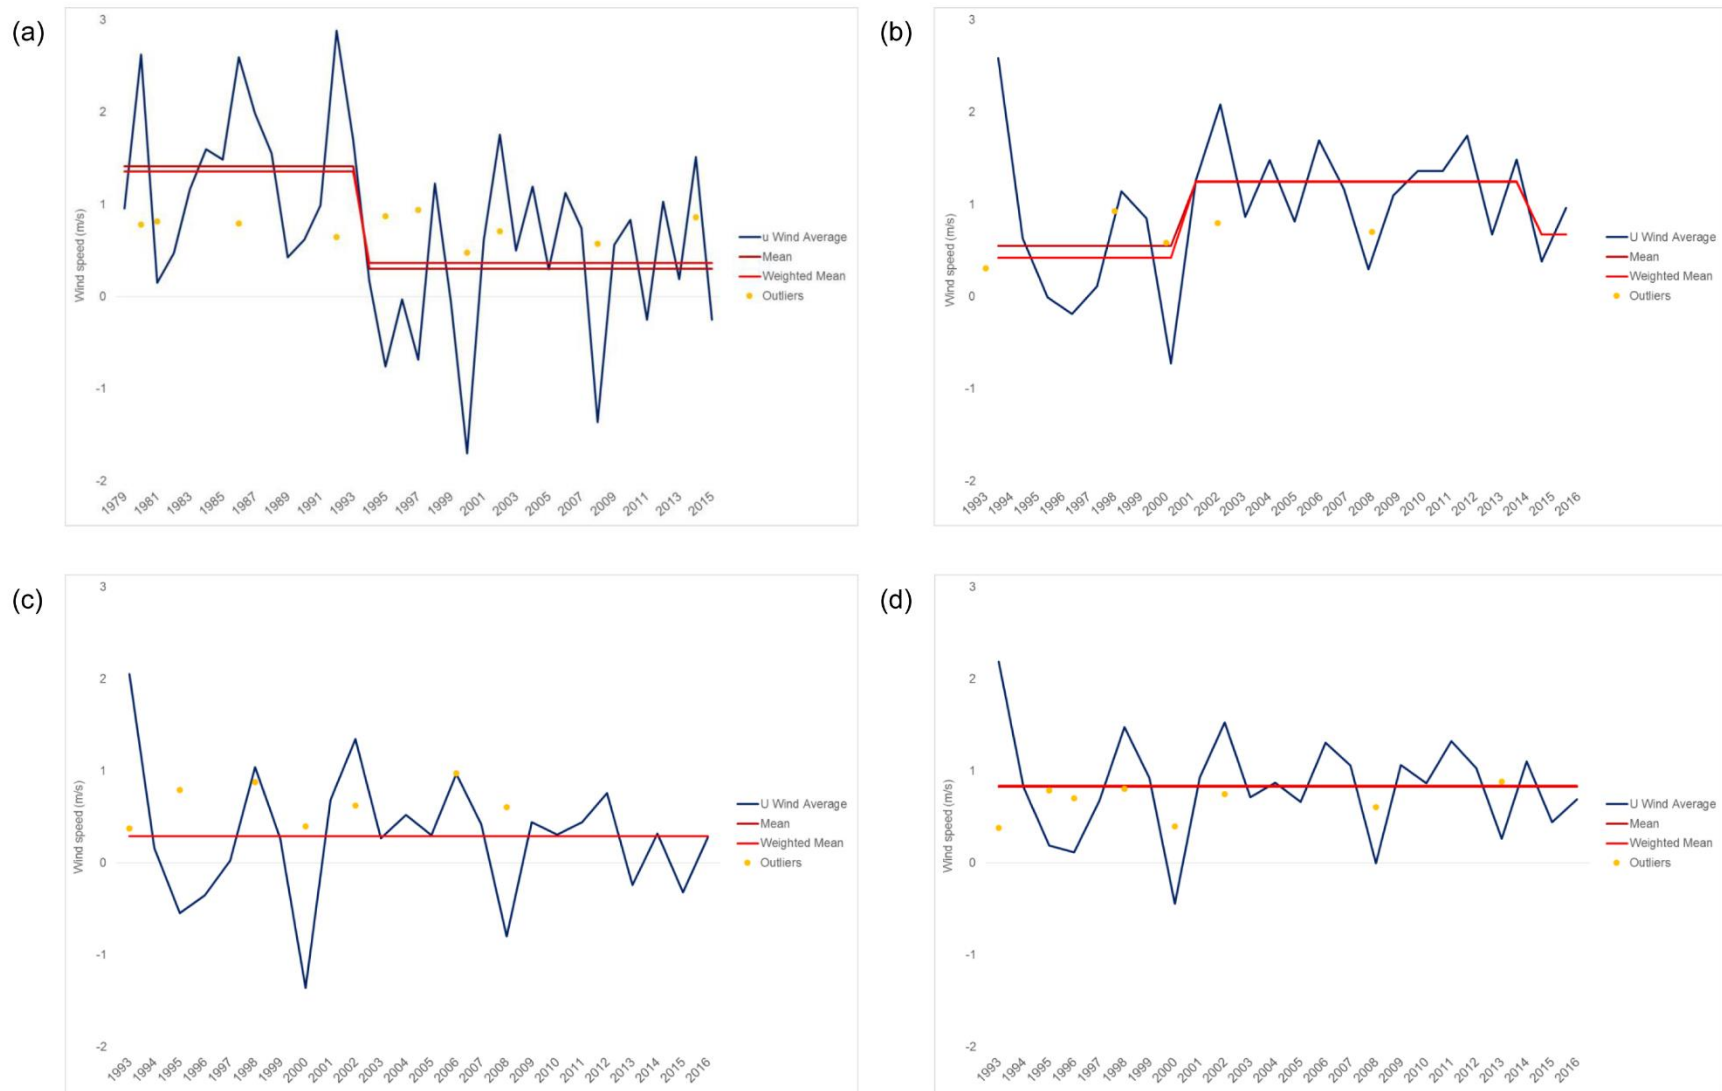 (a)
3
2
1
0
-1
-2
Wind speed (m/s)
1979 1981 1983 1985 1987 1989 1991 1993 1995 1997 1999 2001 2003 2005 2007 2009 2011 2013 2015
u Wind Average
Mean
Weighted Mean
Outliers
(b)
3
2
1
0
-1
-2
Wind speed (m/s)
1993 1994 1995 1996 1997 1998 1999 2000 2001 2002 2003 2004 2005 2006 2007 2008 2009 2010 2011 2012 2013 2014 2015 2016
U Wind Average
Mean
Weighted Mean
Outliers
(c)
3
2
1
0
-1
-2
Wind speed (m/s)
1993 1994 1995 1996 1997 1998 1999 2000 2001 2002 2003 2004 2005 2006 2007 2008 2009 2010 2011 2012 2013 2014 2015 2016
U Wind Average
Mean
Weighted Mean
Outliers
(d)
3
2
1
0
-1
-2
Wind speed (m/s)
1993 1994 1995 1996 1997 1998 1999 2000 2001 2002 2003 2004 2005 2006 2007 2008 2009 2010 2011 2012 2013 2014 2015 2016
U Wind Average
Mean
Weighted Mean
Outliers